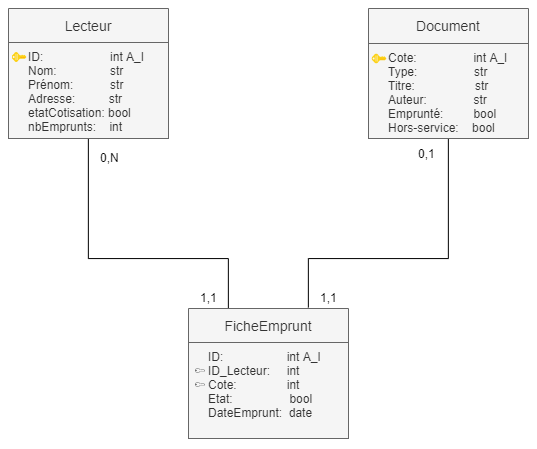 Lecteur
ID: int A_I
Nom: str
Prénom: str
Adresse: str
etatCotisation: bool
nbEmprunts: int
0,N
Document
Cote: int A_I
Type: str
Titre: str
Auteur: str
Emprunté: bool
Hors-service: bool
0,1
1,1
1,1
FicheEmprunt
ID: int A_I
ID_Lecteur: int
Cote: int
Etat: bool
DateEmprunt: date